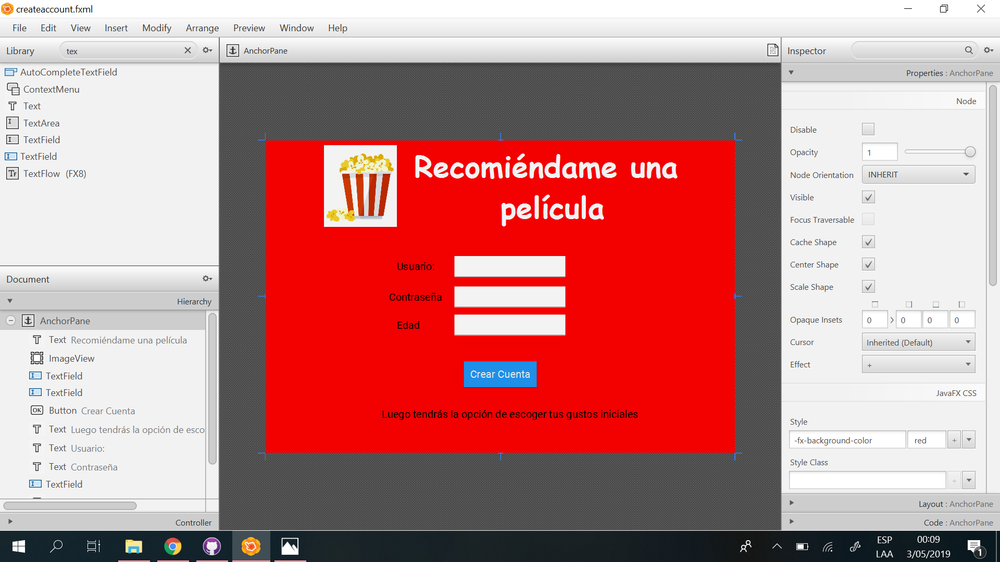 createaccount.fxml
File Edit View Insert Modify Arrange Preview Window Help
Library
tex
AutoCompleteTextField
ContextMenu
Text
TextArea
TextField
TextField
TextFlow (FX8)
Document
Hierarchy
AnchorPane
Text Recomiéndame una película
ImageView
TextField
TextField
OK Button Crear Cuenta
Text Luego tendrás la opción de esco
Text Usuario:
Text Contraseña
TextField
Controller
AnchorPane
Recomiéndame una
película
Usuario:
Contraseña
Edad
Crear Cuenta
Luego tendrás la opción de escoger tus gustos iniciales
Inspector
Properties : AnchorPane
Node
Disable
Opacity 1
Node Orientation INHERIT
Visible
Focus Traversable
Cache Shape
Center Shape
Scale Shape
Opaque Insets 0 0 0 0
Cursor Inherited (Default)
Effect +
JavaFX CSS
Style
-fx-background-color red +
Style Class
+
Layout : AnchorPane
Code : AnchorPane
ESP
LAA
00:09
3/05/2019
1